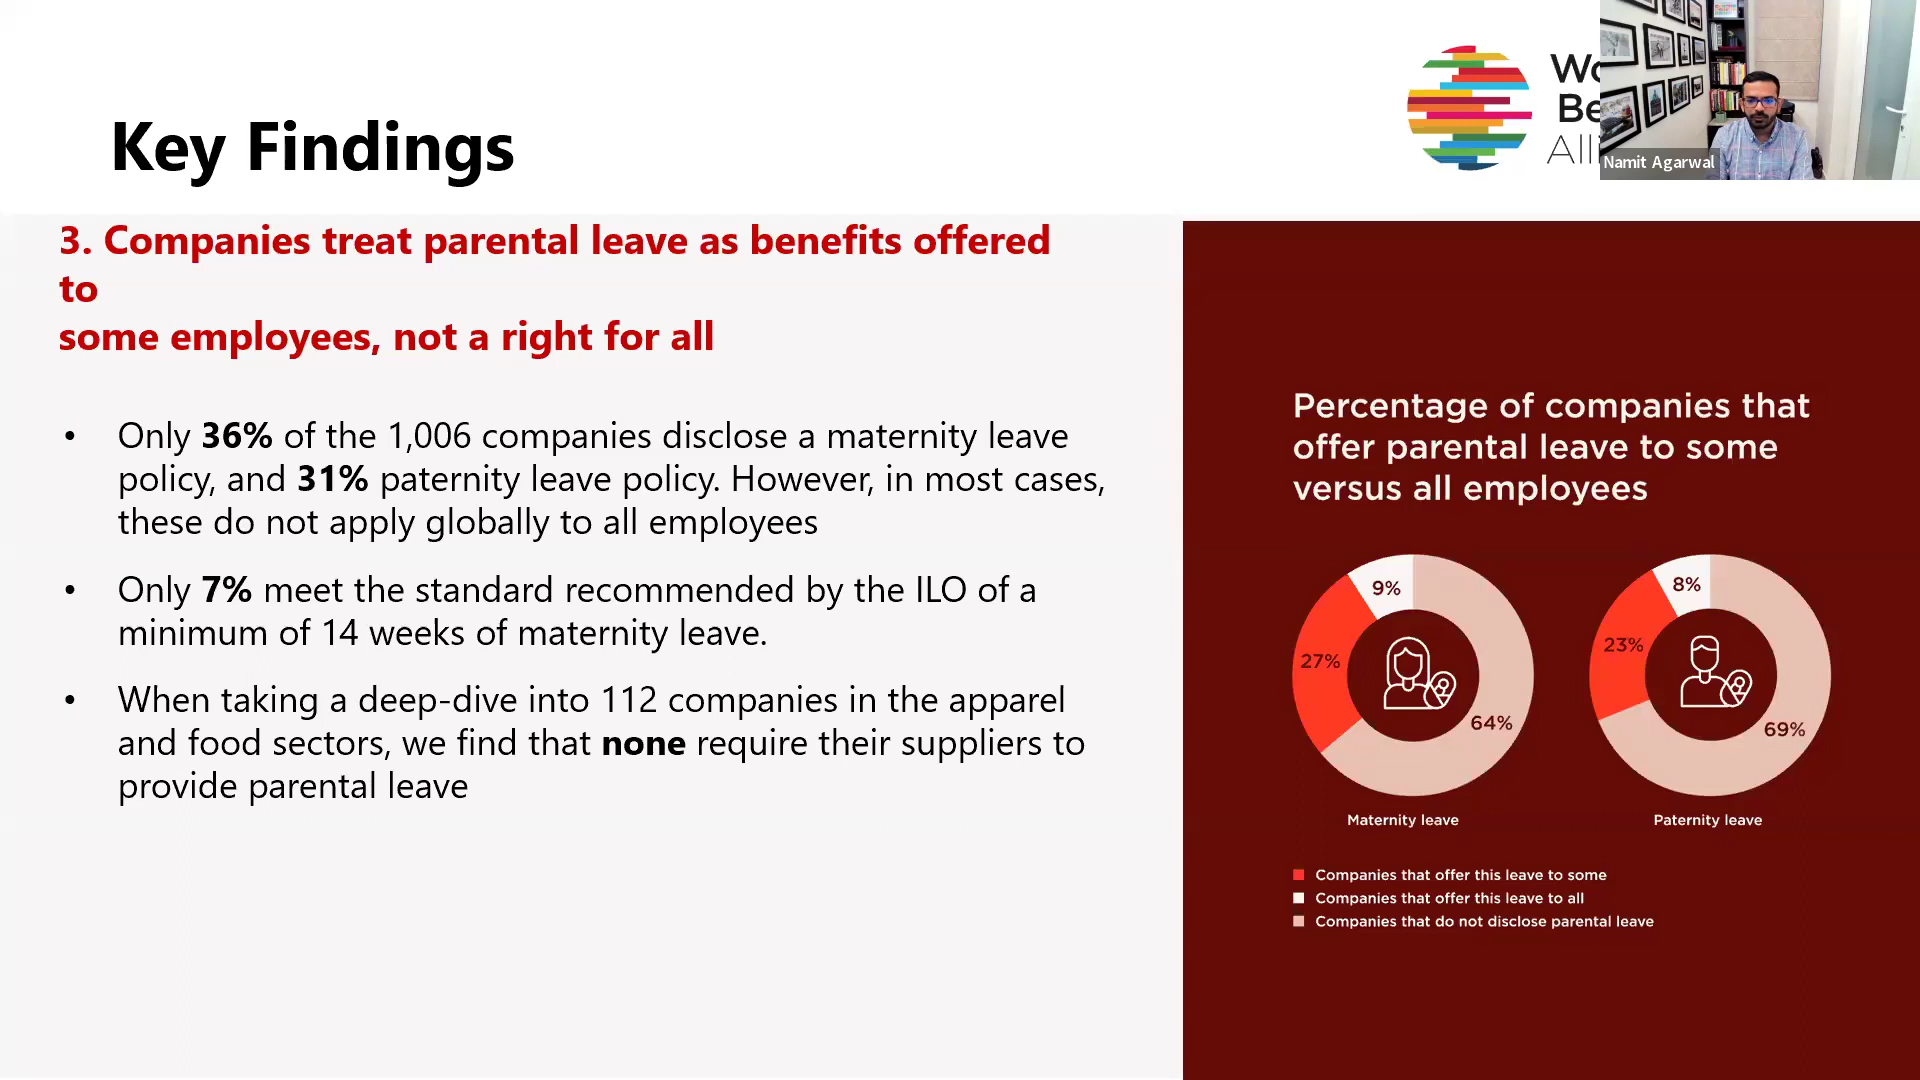 Key Findings
Namit Agarwal
3. Companies treat parental leave as benefits offered
to
some employees, not a right for all
• Only 36% of the 1,006 companies disclose a maternity leave
policy, and 31% paternity leave policy. However, in most cases,
these do not apply globally to all employees
• Only 7% meet the standard recommended by the ILO of a
minimum of 14 weeks of maternity leave.
• When taking a deep-dive into 112 companies in the apparel
and food sectors, we find that none require their suppliers to
provide parental leave
Percentage of companies that
offer parental leave to some
versus all employees
9%
27%
64%
Maternity leave
8%
23%
69%
Paternity leave
Companies that offer this leave to some
Companies that offer this leave to all
Companies that do not disclose parental leave